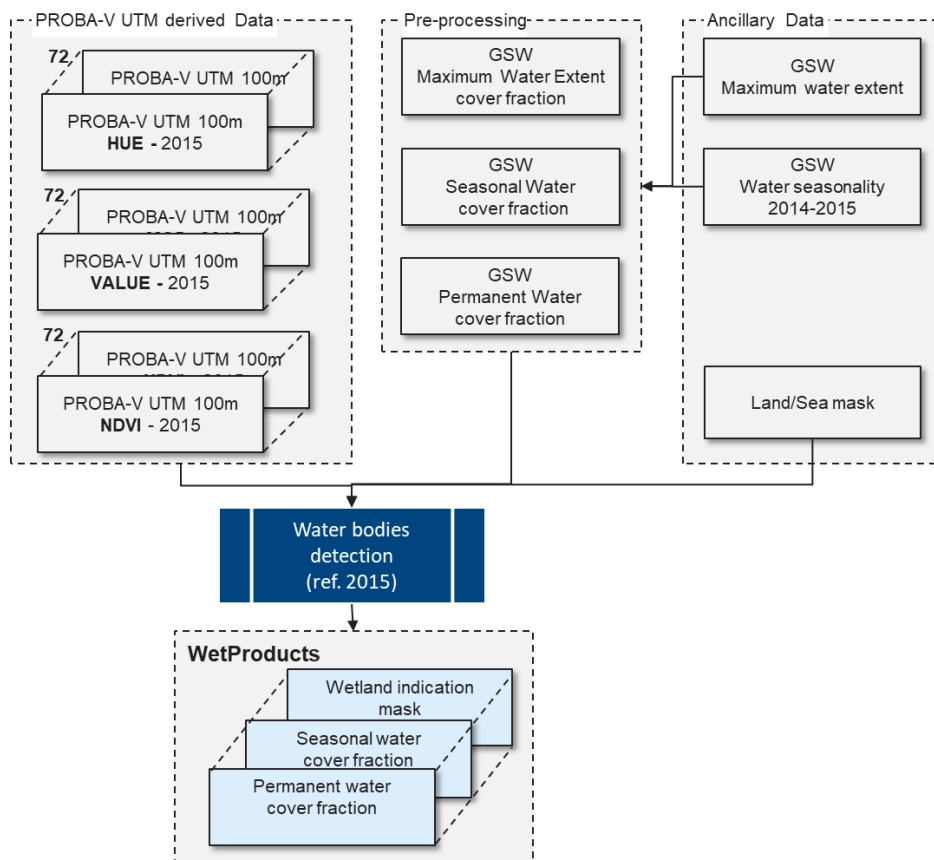 PROBA-V UTM derived Data
72
PROBA-V UTM 100m
PROBA-V UTM 100m
HUE - 2015
72
PROBA-V UTM 100m
PROBA-V UTM 100m
VALUE - 2015
72
PROBA-V UTM 100m
PROBA-V UTM 100m
NDVI - 2015
Pre-processing
GSW
Maximum Water Extent
cover fraction
GSW
Seasonal Water
cover fraction
GSW
Permanent Water
cover fraction
Ancillary Data
GSW
Maximum water extent
GSW
Water seasonality
2014-2015
Land/Sea mask
Water bodies
detection
(ref. 2015)
WetProducts
Wetland indication
mask
Seasonal water
cover fraction
Permanent water
cover fraction